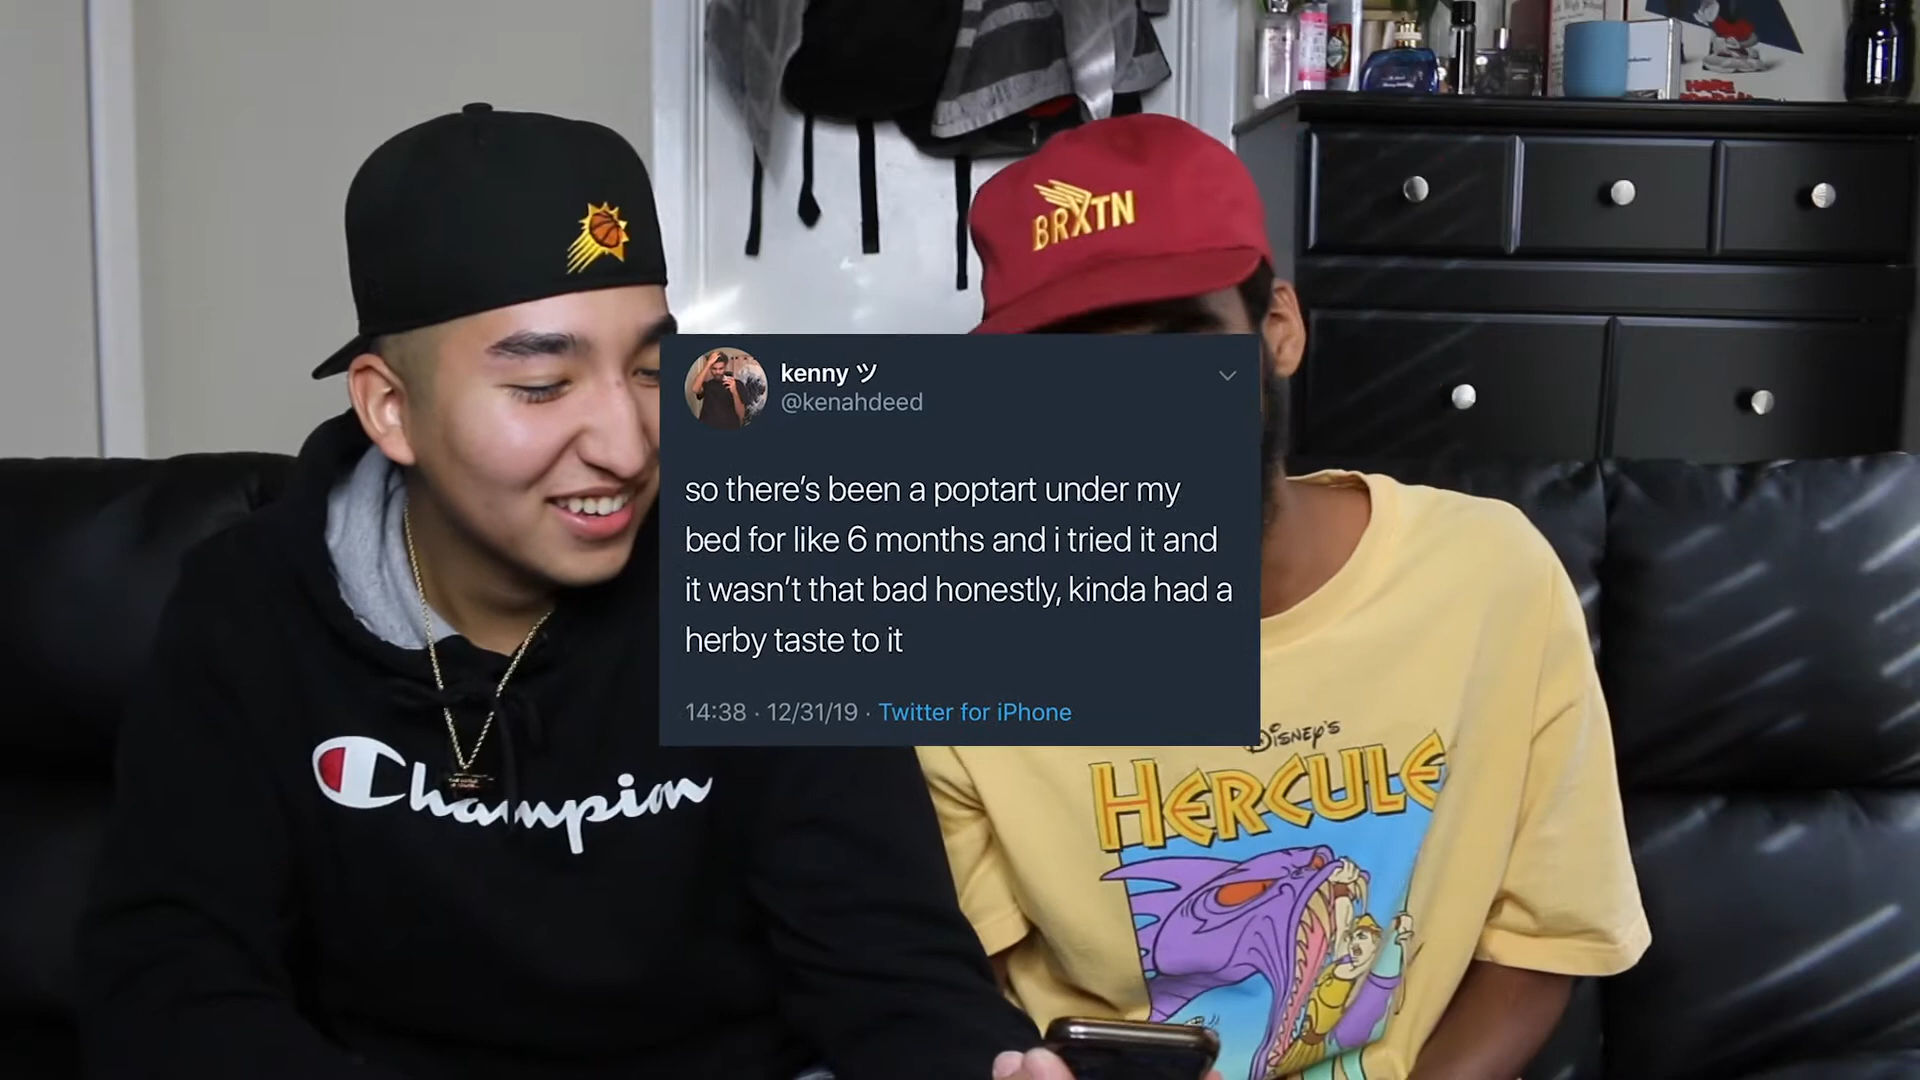 BRXTN
kenny ツ
@kenahdeed
so there's been a poptart under my
bed for like 6 months and i tried it and
it wasn't that bad honestly, kinda had a
herby taste to it
14:38 · 12/31/19 · Twitter for iPhone
Champion
DISNEY'S
HERCULE